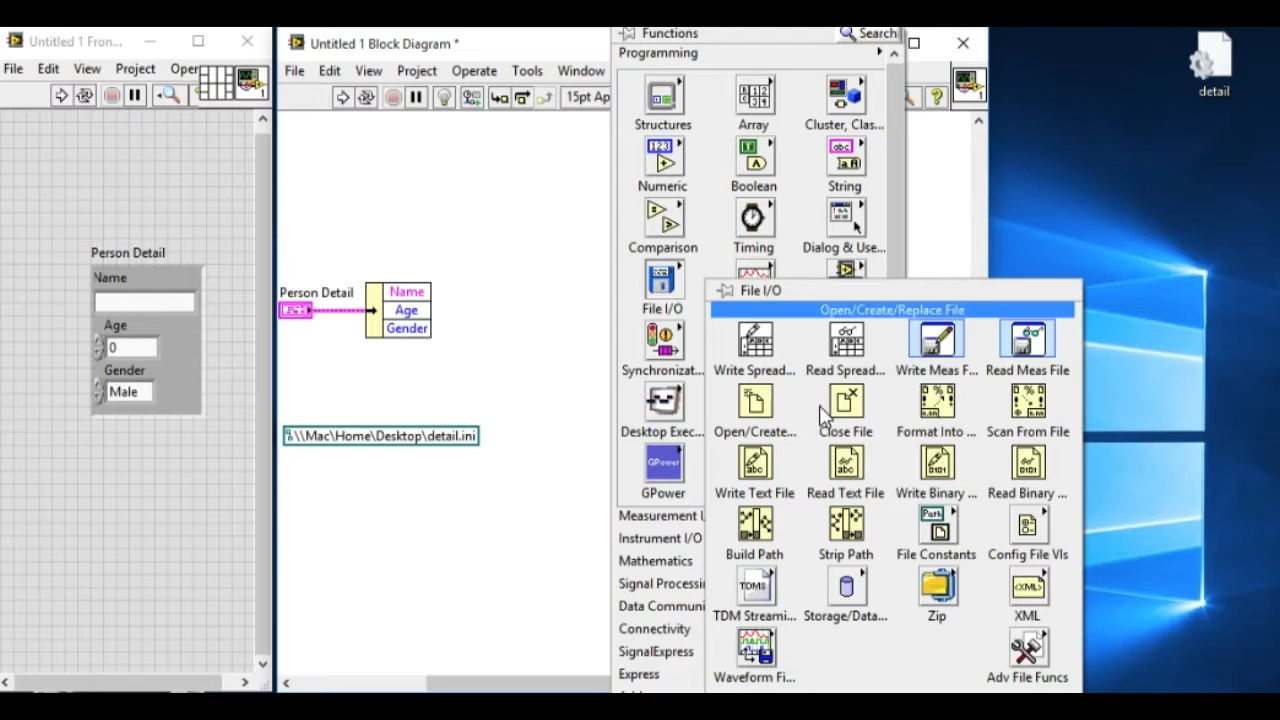 Untitled 1 Fron...
File Edit View Project Oper
Person Detail
Name
Age
0
Gender
Male
Untitled 1 Block Diagram *
File Edit View Project Operate Tools Window
15pt Ap
Person Detail
Name
Age
Gender
\\Mac\Home\Desktop\detail.ini
Functions
Search
Programming
Structures Array Cluster, Clas...
Numeric Boolean String
Comparison Timing Dialog & Use...
File I/O
Synchronizat...
Desktop Exec...
GPower
GPower
Measurement I
Instrument I/O
Mathematics
Signal Processi
Data Communi
Connectivity
SignalExpress
Express
File I/O
Open/Create/Replace File
Write Spread... Read Spread... Write Meas F... Read Meas File
Open/Create... Close File Format Into ... Scan From File
Write Text File Read Text File Write Binary ... Read Binary ...
Build Path Strip Path File Constants Config File VIs
TDM Streami... Storage/Data... Zip XML
Waveform Fi... Adv File Funcs
detail